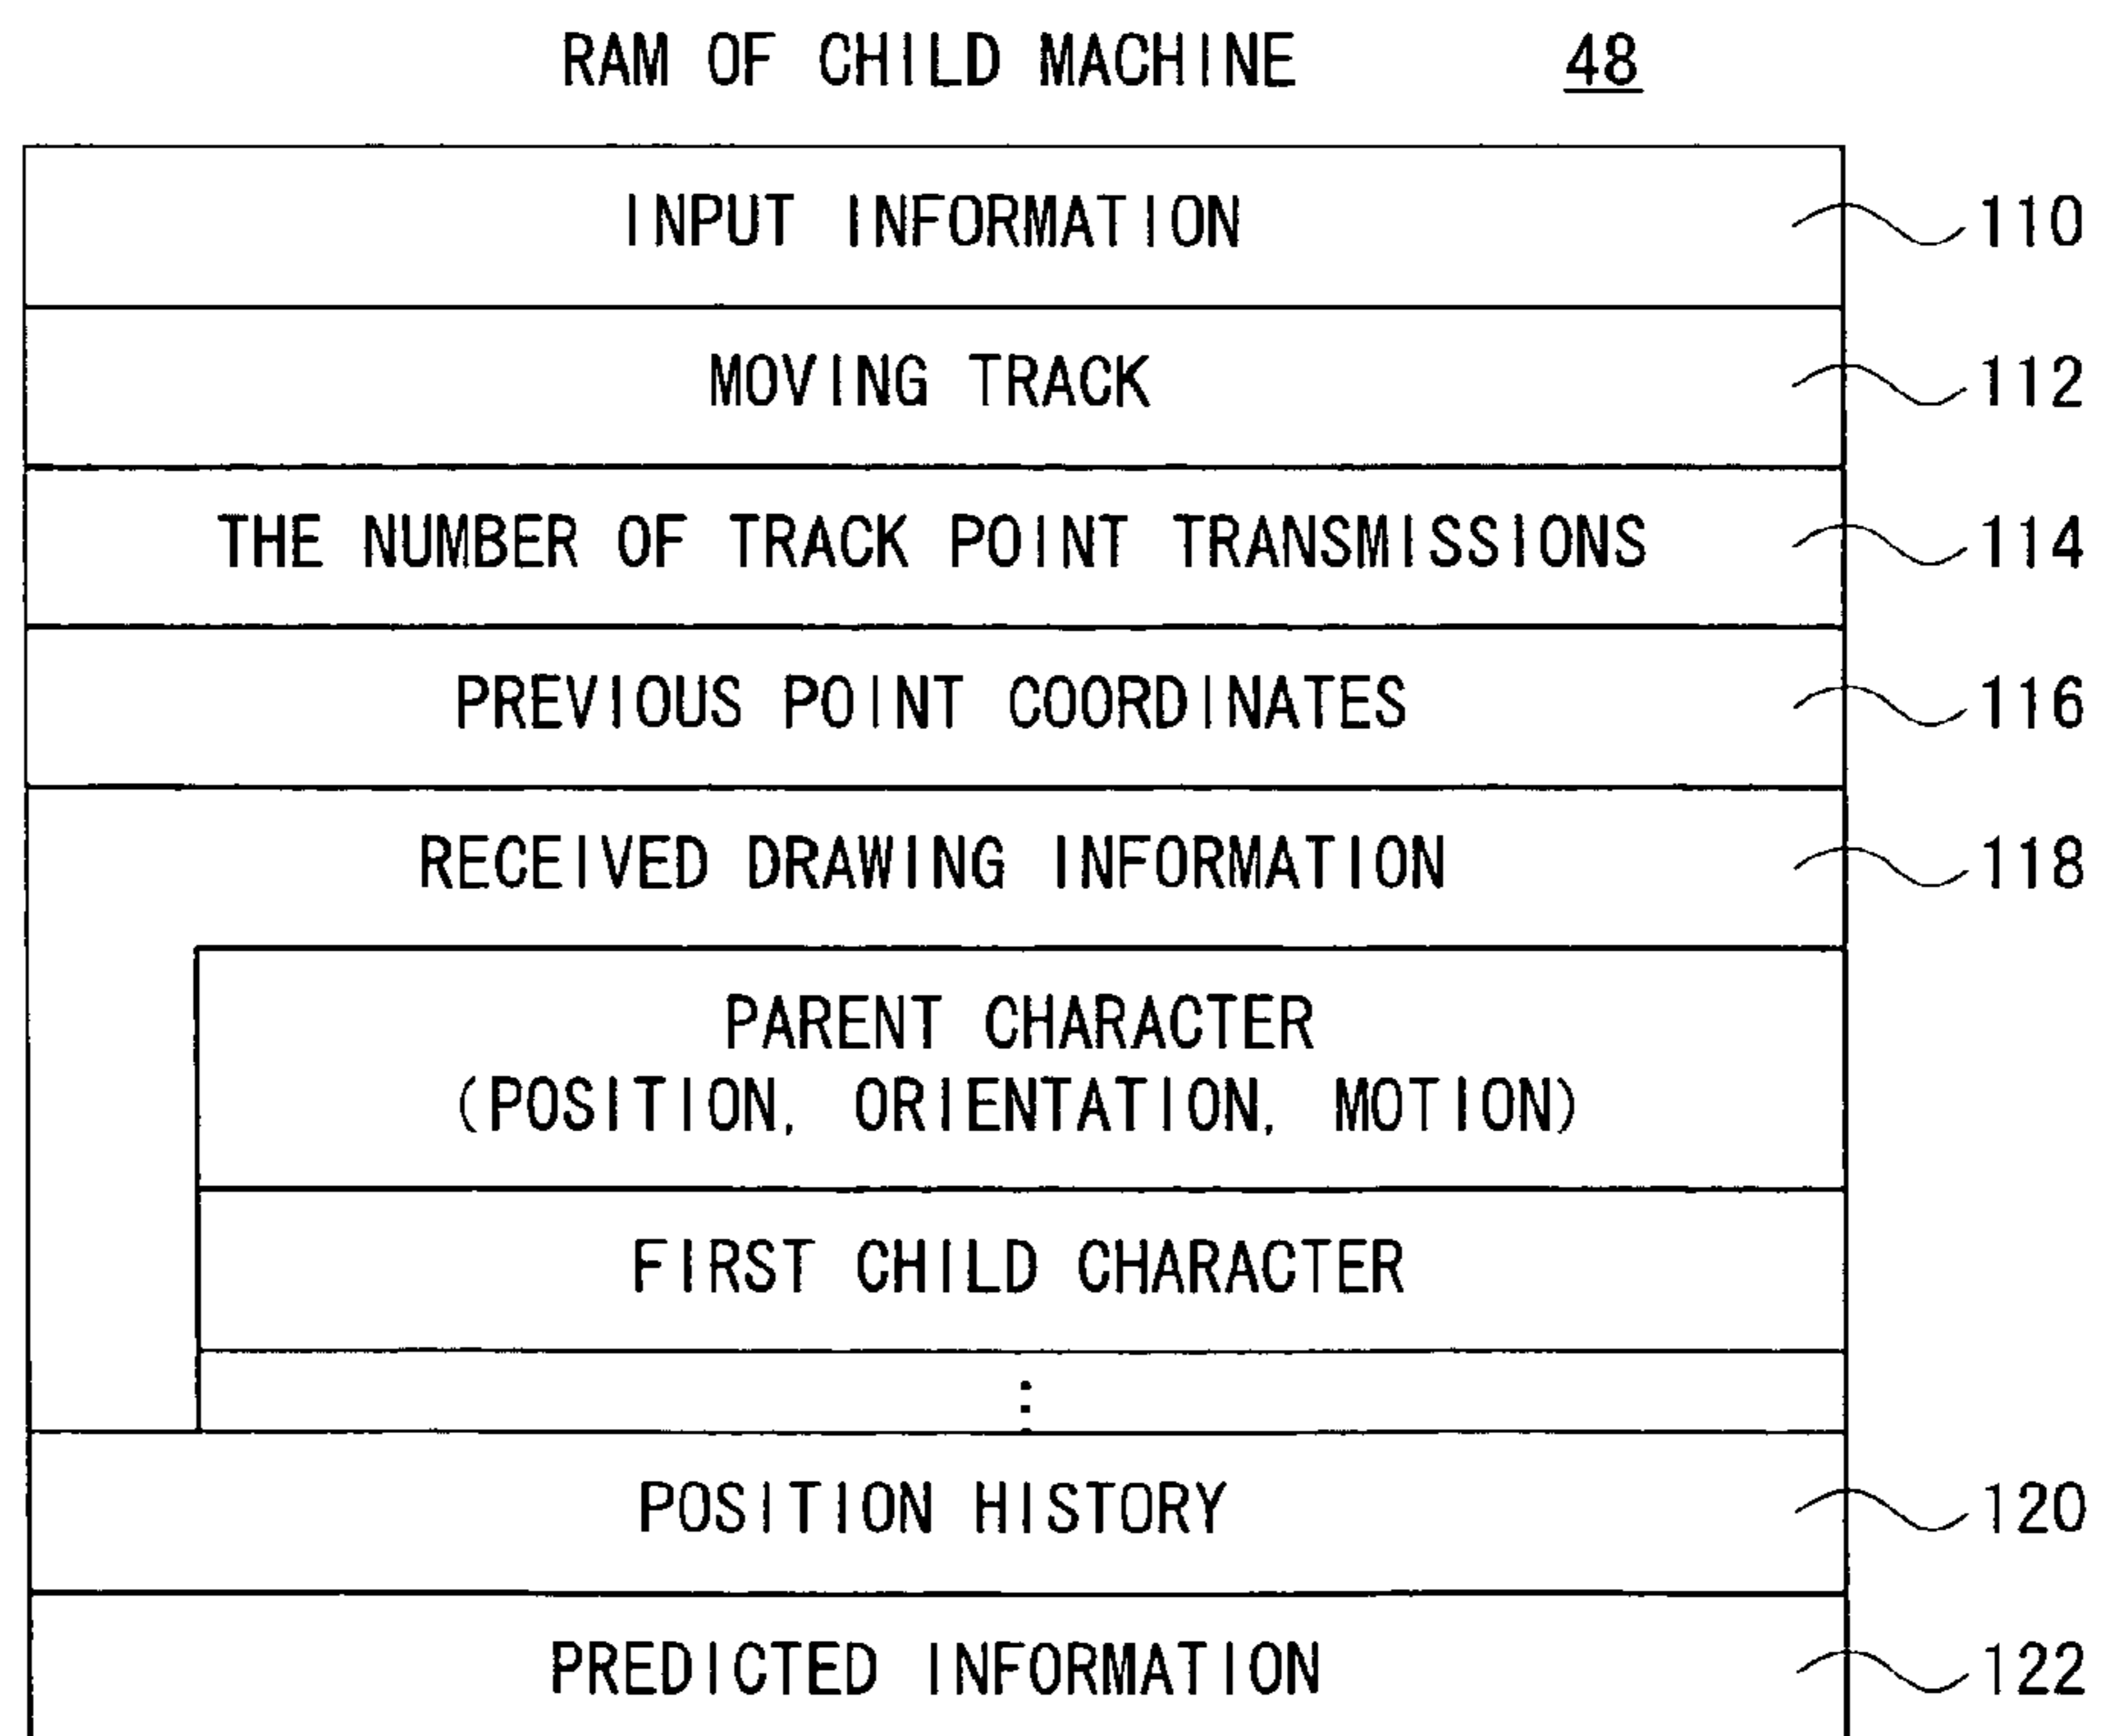 RAM OF CHILD MACHINE 48
INPUT INFORMATION 110
MOVING TRACK 112
THE NUMBER OF TRACK POINT TRANSMISSIONS 114
PREVIOUS POINT COORDINATES 116
RECEIVED DRAWING INFORMATION 118
PARENT CHARACTER
(POSITION, ORIENTATION, MOTION)
FIRST CHILD CHARACTER
⋮
POSITION HISTORY 120
PREDICTED INFORMATION 122